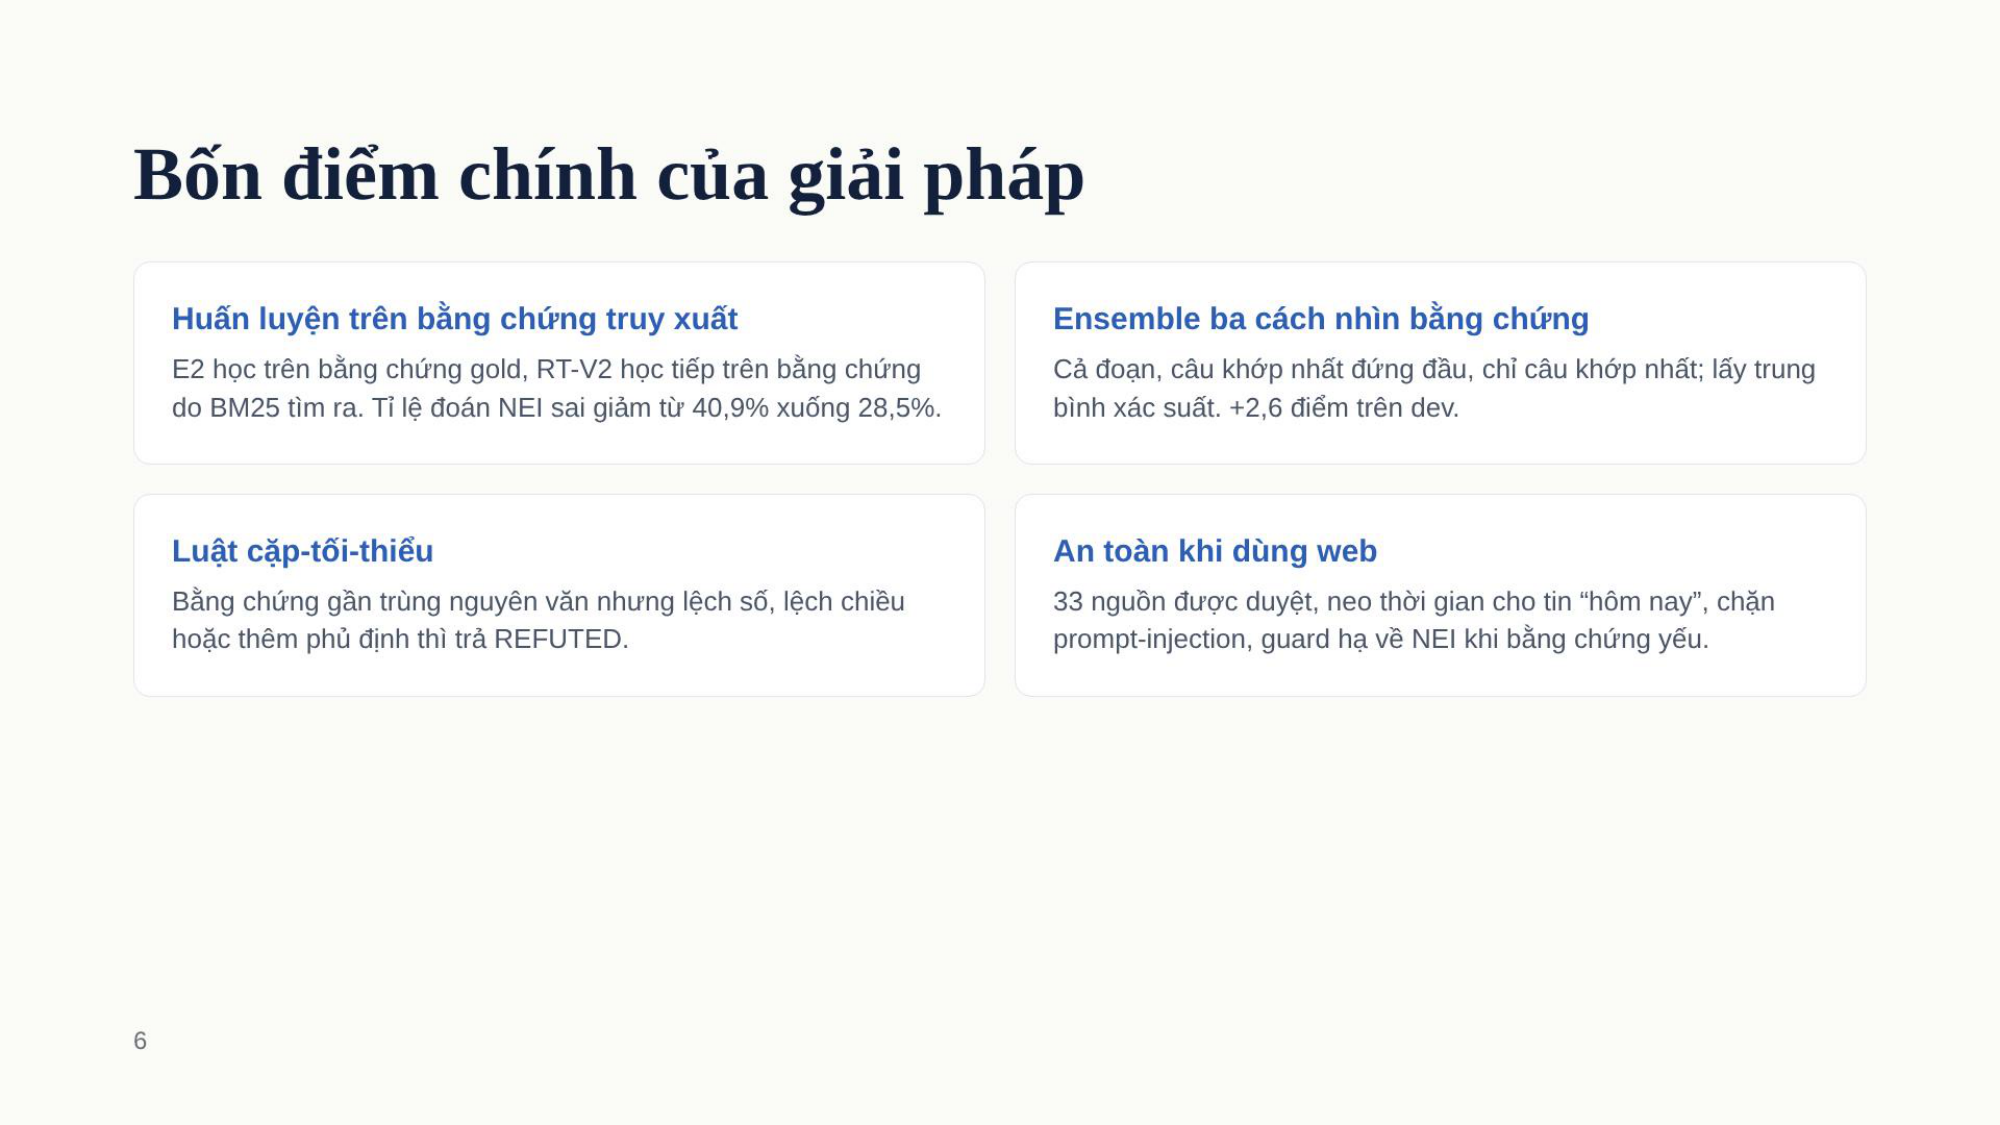 Bốn điểm chính của giải pháp
Huấn luyện trên bằng chứng truy xuất
E2 học trên bằng chứng gold, RT-V2 học tiếp trên bằng chứng
do BM25 tìm ra. Tỉ lệ đoán NEI sai giảm từ 40,9% xuống 28,5%.
Ensemble ba cách nhìn bằng chứng
Cả đoạn, câu khớp nhất đứng đầu, chỉ câu khớp nhất; lấy trung
bình xác suất. +2,6 điểm trên dev.
Luật cặp-tối-thiểu
Bằng chứng gần trùng nguyên văn nhưng lệch số, lệch chiều
hoặc thêm phủ định thì trả REFUTED.
An toàn khi dùng web
33 nguồn được duyệt, neo thời gian cho tin “hôm nay”, chặn
prompt-injection, guard hạ về NEI khi bằng chứng yếu.
6